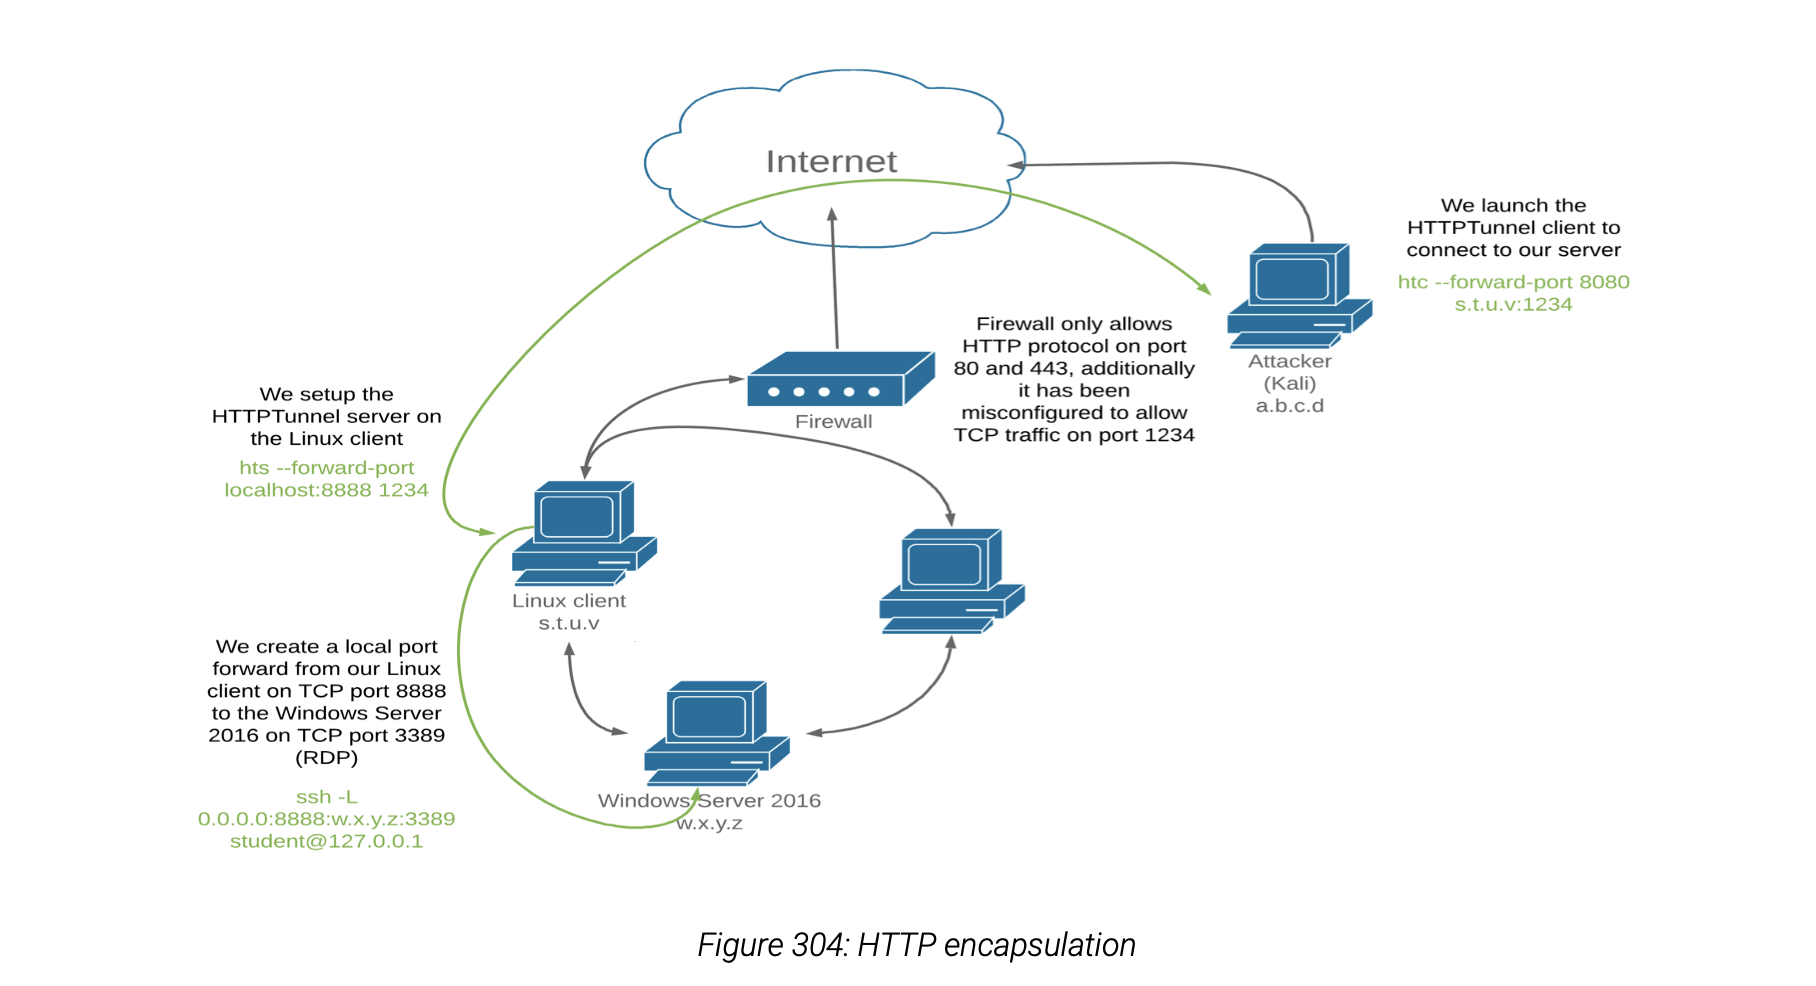 Internet
We launch the
HTTPTunnel client to
connect to our server
htc --forward-port 8080
s.t.u.v:1234
Attacker
(Kali)
a.b.c.d
Firewall only allows
HTTP protocol on port
80 and 443, additionally
it has been
misconfigured to allow
TCP traffic on port 1234
Firewall
We setup the
HTTPTunnel server on
the Linux client
hts --forward-port
localhost:8888 1234
Linux client
s.t.u.v
We create a local port
forward from our Linux
client on TCP port 8888
to the Windows Server
2016 on TCP port 3389
(RDP)
ssh -L
0.0.0.0:8888:w.x.y.z:3389
student@127.0.0.1
Windows Server 2016
w.x.y.z
Figure 304: HTTP encapsulation